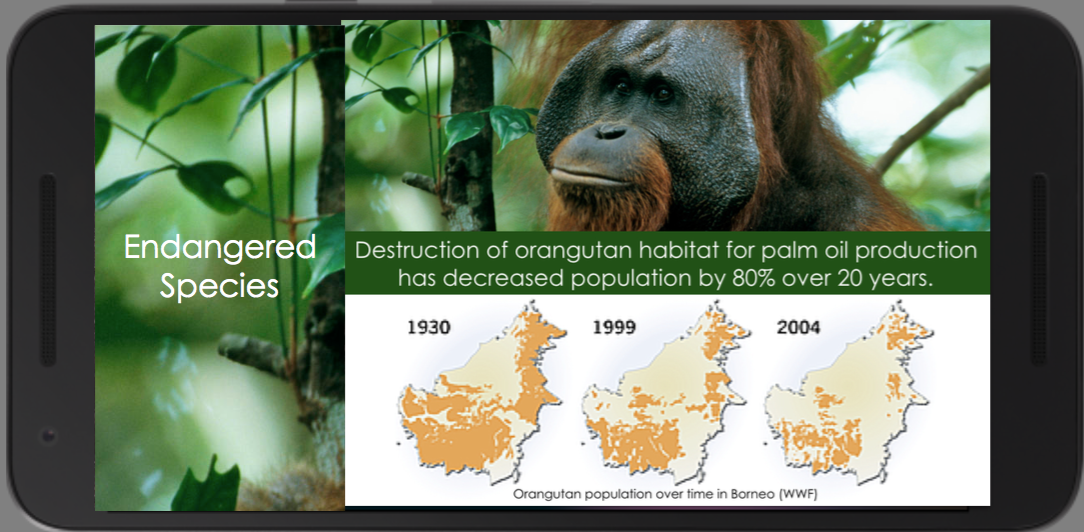 Endangered
Species
Destruction of orangutan habitat for palm oil production
has decreased population by 80% over 20 years.
1930
1999
2004
Orangutan population over time in Borneo (WWF)